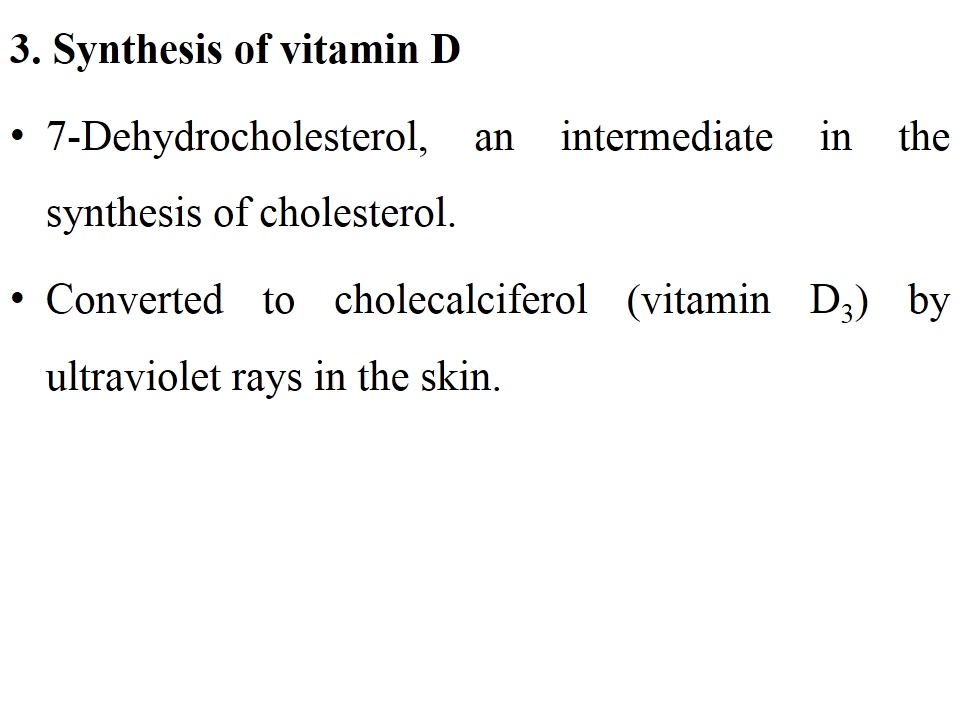 3. Synthesis of vitamin D
• 7-Dehydrocholesterol, an intermediate in the
synthesis of cholesterol.
• Converted to cholecalciferol (vitamin D₃) by
ultraviolet rays in the skin.